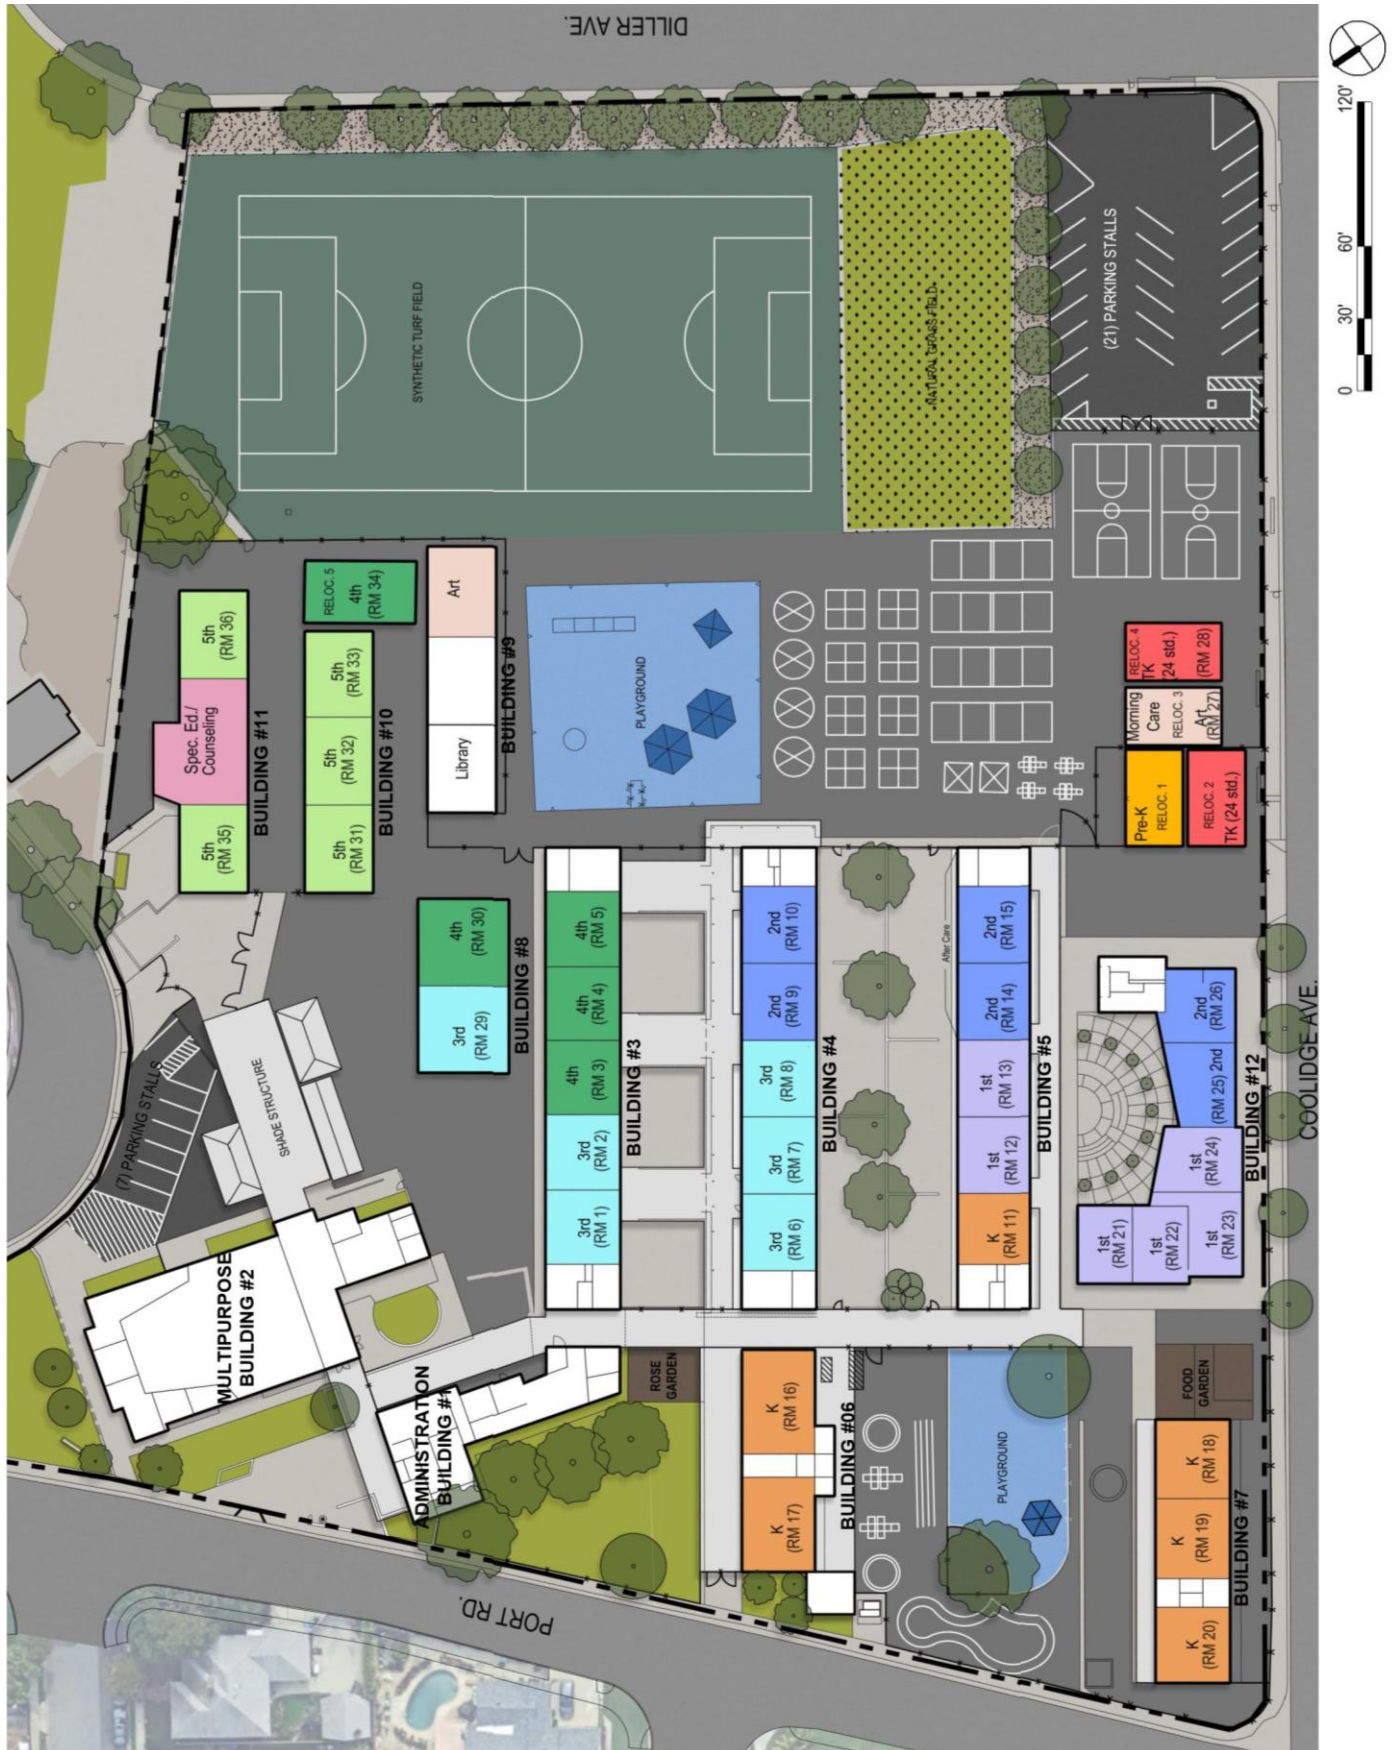 DILLER AVE.
0
30'
60'
120'
SYNTHETIC TURF FIELD
NATURAL GRASS FIELD
(21) PARKING STALLS
5th
(RM 36)
Spec. Ed./
Counseling
5th
(RM 35)
BUILDING #11
RELOC. 5
4th
(RM 34)
5th
(RM 33)
5th
(RM 32)
5th
(RM 31)
BUILDING #10
Art
Library
BUILDING #9
PLAYGROUND
RELOC. 4
TK
(24 std.)
(RM 28)
Morning
Care
RELOC. 3
Art
(RM 27)
Pre-K
RELOC. 1
RELOC. 2
TK (24 std.)
4th
(RM 30)
3rd
(RM 29)
BUILDING #8
4th
(RM 5)
4th
(RM 4)
4th
(RM 3)
3rd
(RM 2)
3rd
(RM 1)
BUILDING #3
2nd
(RM 10)
2nd
(RM 9)
3rd
(RM 8)
3rd
(RM 7)
3rd
(RM 6)
BUILDING #4
After Care
2nd
(RM 15)
2nd
(RM 14)
1st
(RM 13)
1st
(RM 12)
K
(RM 11)
BUILDING #5
2nd
(RM 26)
(RM 25) 2nd
1st
(RM 24)
1st
(RM 23)
1st
(RM 22)
1st
(RM 21)
BUILDING #12
COOLIDGE AVE.
(7) PARKING STALLS
SHADE STRUCTURE
MULTIPURPOSE
BUILDING #2
ADMINISTRATION
BUILDING #1
ROSE
GARDEN
K
(RM 16)
K
(RM 17)
BUILDING #06
PLAYGROUND
FOOD
GARDEN
K
(RM 18)
K
(RM 19)
K
(RM 20)
BUILDING #7
PORT RD.